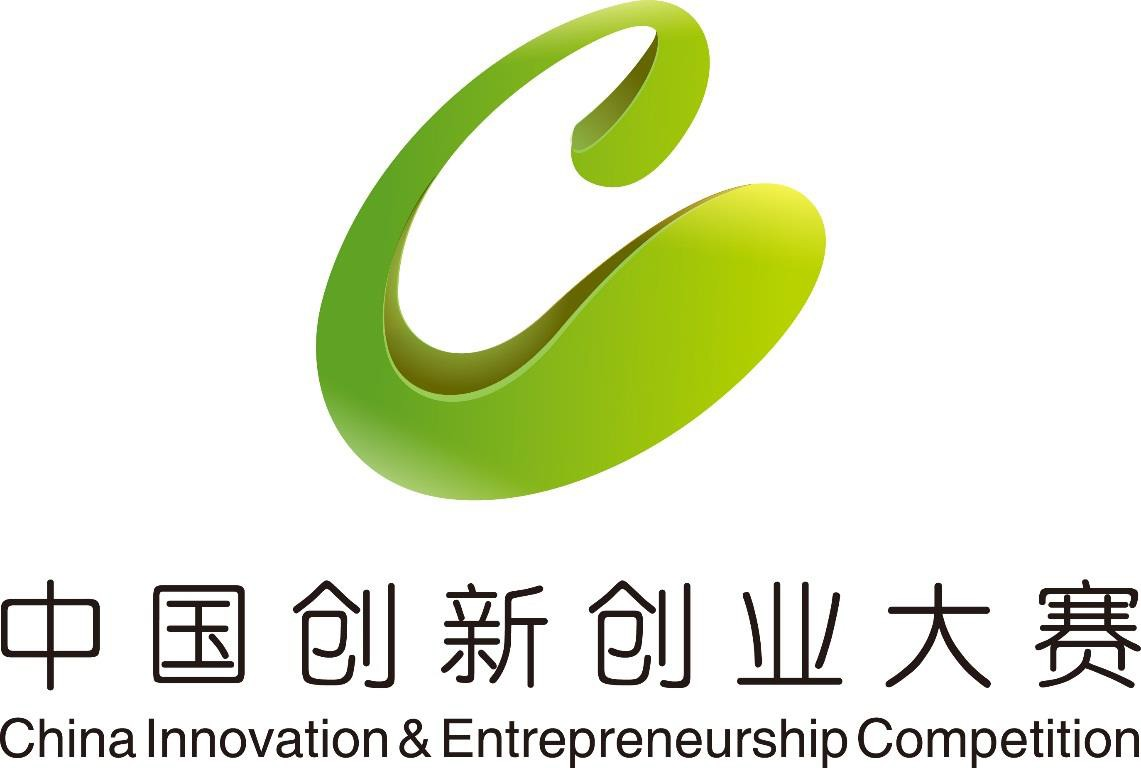 中国创新创业大赛
China Innovation & Entrepreneurship Competition